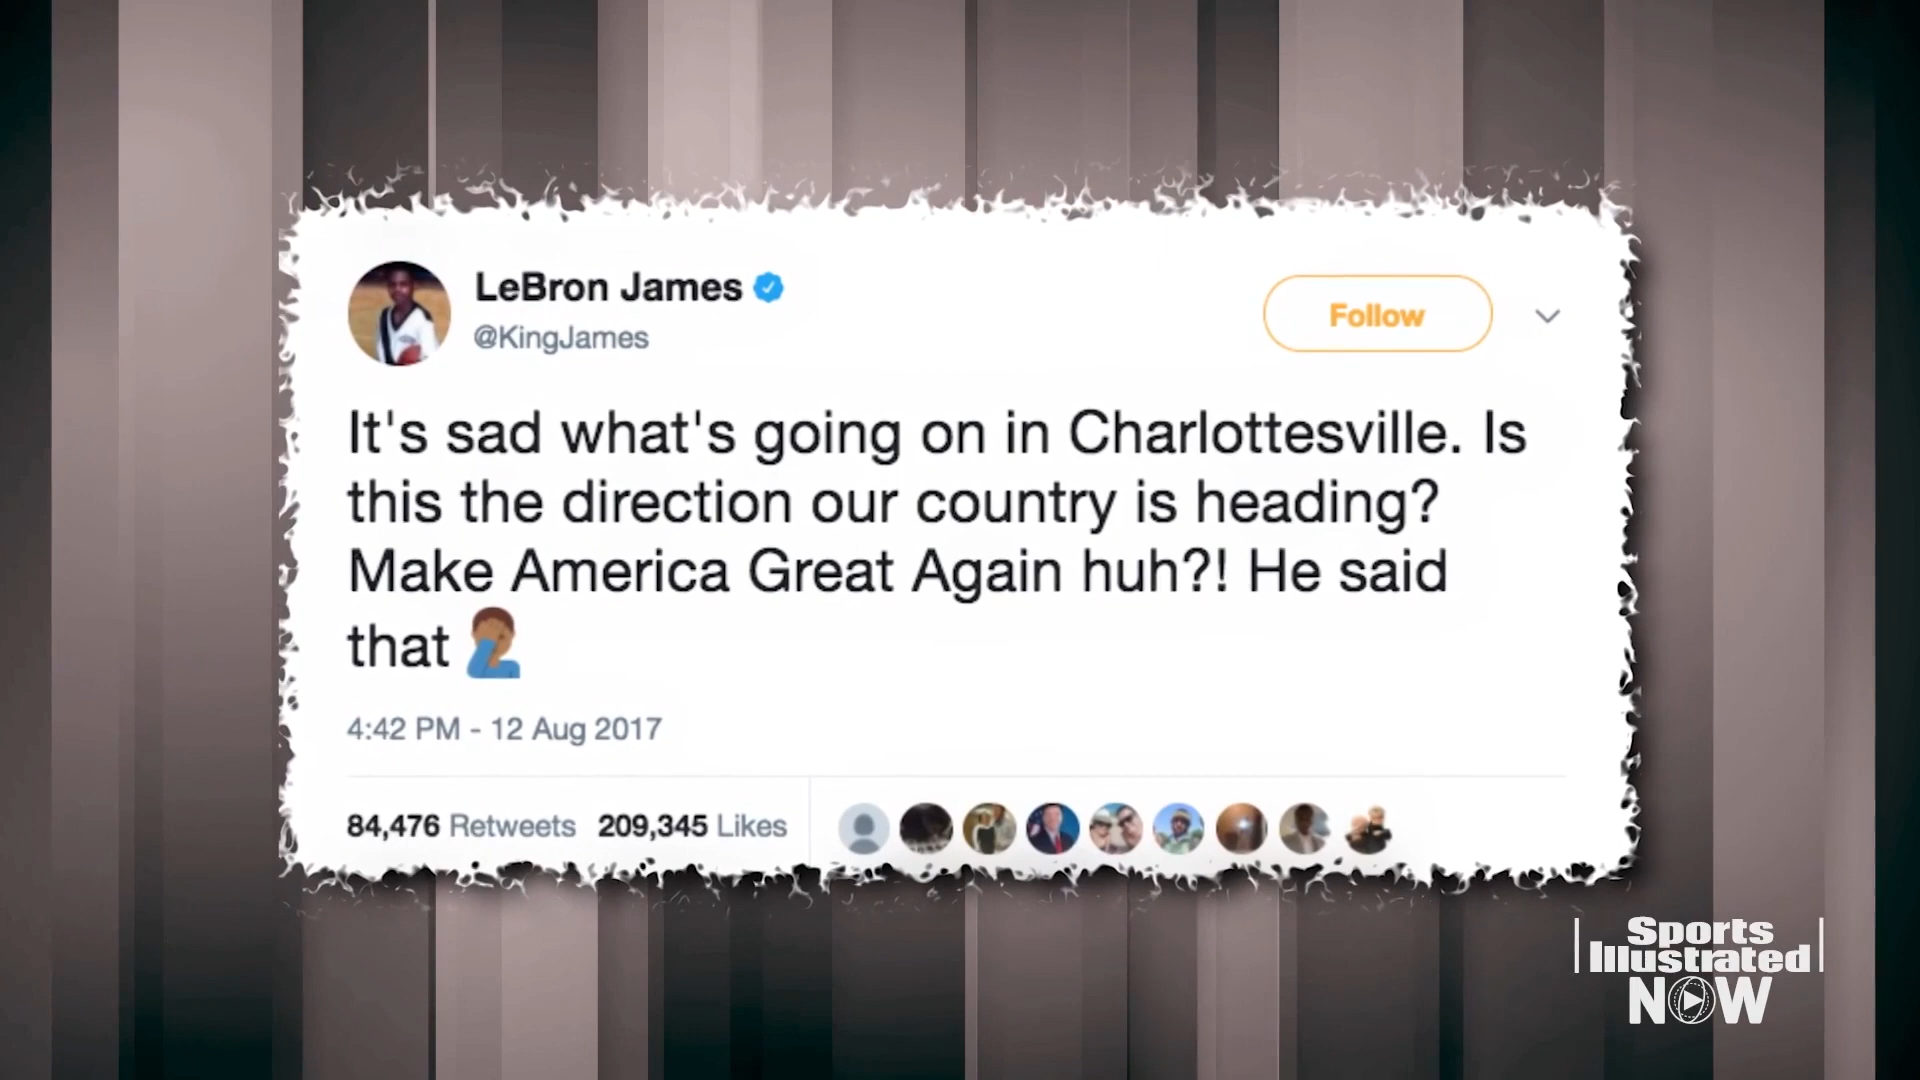 LeBron James
@KingJames
Follow
It's sad what's going on in Charlottesville. Is
this the direction our country is heading?
Make America Great Again huh?! He said
that 🤦🏾‍♂️
4:42 PM - 12 Aug 2017
84,476 Retweets 209,345 Likes
Sports
Illustrated
NOW